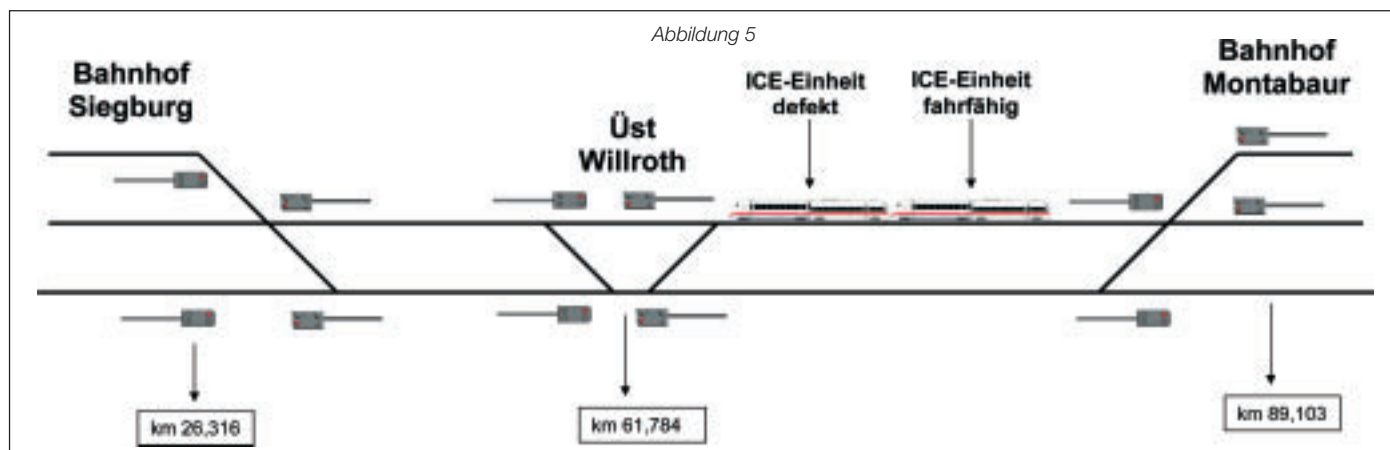 Abbildung 5
Bahnhof
Siegburg
Üst
Willroth
ICE-Einheit
defekt
ICE-Einheit
fahrfähig
Bahnhof
Montabaur
km 26,316
km 61,784
km 89,103